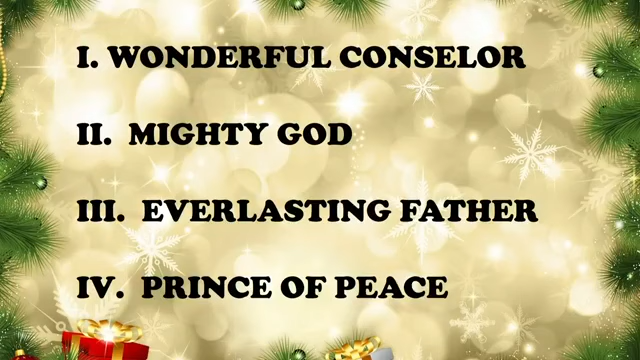 I. WONDERFUL CONSELOR
II. MIGHTY GOD
III. EVERLASTING FATHER
IV. PRINCE OF PEACE